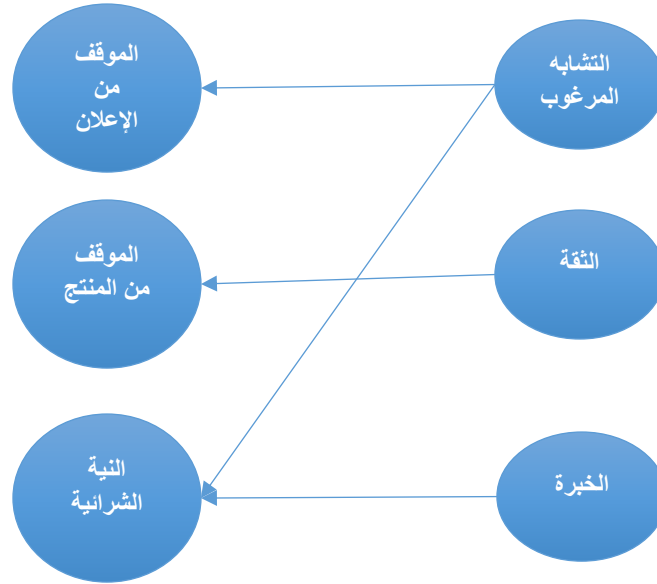 التشابه
المرغوب
الموقف
من
الإعلان
الثقة
الموقف
من المنتج
الخبرة
النية
الشرائية